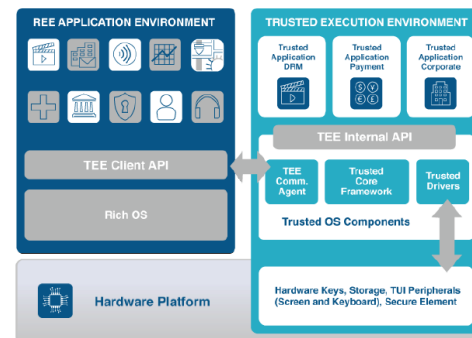 REE APPLICATION ENVIRONMENT
TEE Client API
Rich OS
TRUSTED EXECUTION ENVIRONMENT
Trusted
Application
DRM
Trusted
Application
Payment
Trusted
Application
Corporate
TEE Internal API
TEE
Comm.
Agent
Trusted
Core
Framework
Trusted
Drivers
Trusted OS Components
Hardware Platform
Hardware Keys, Storage, TUI Peripherals
(Screen and Keyboard), Secure Element